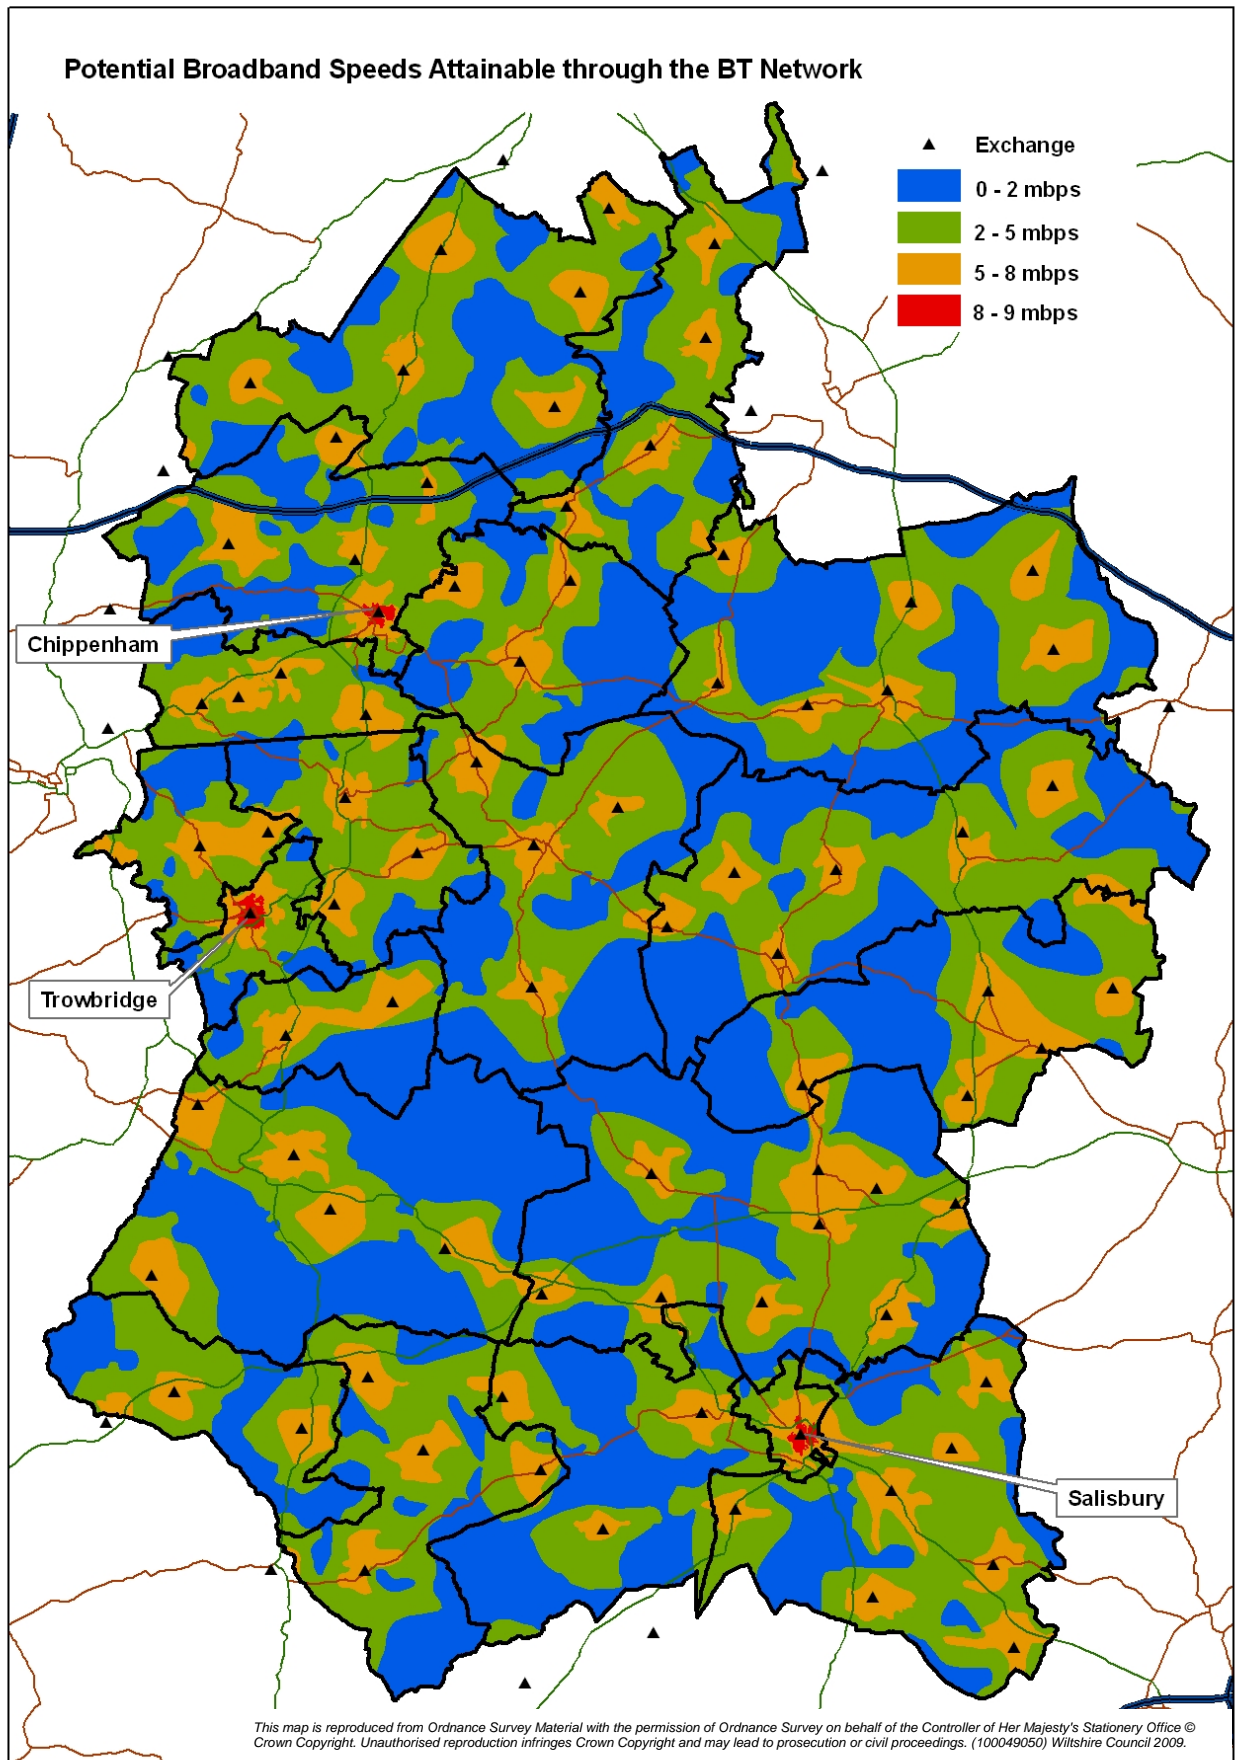 Potential Broadband Speeds Attainable through the BT Network
Exchange
0 - 2 mbps
2 - 5 mbps
5 - 8 mbps
8 - 9 mbps
Chippenham
Trowbridge
Salisbury
This map is reproduced from Ordnance Survey Material with the permission of Ordnance Survey on behalf of the Controller of Her Majesty's Stationery Office ©
Crown Copyright. Unauthorised reproduction infringes Crown Copyright and may lead to prosecution or civil proceedings. (100049050) Wiltshire Council 2009.